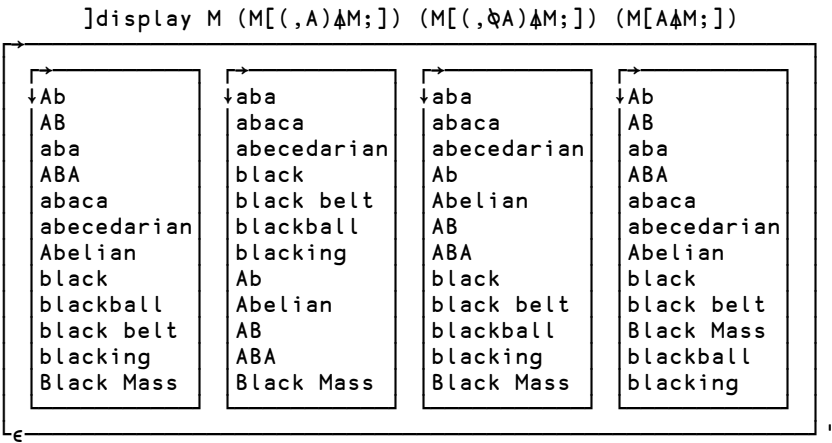 ]display M (M[(,A)⍋M;]) (M[(,⍉A)⍋M;]) (M[A⍋M;])
→
→ → → →
↓Ab ↓aba ↓aba ↓Ab
AB abaca abaca AB
aba abecedarian abecedarian aba
ABA black Ab ABA
abaca black belt Abelian abaca
abecedarian blackball AB abecedarian
Abelian blacking ABA Abelian
black Ab black black
blackball Abelian black belt black belt
black belt AB blackball Black Mass
blacking ABA blacking blackball
Black Mass Black Mass Black Mass blacking
∊ '